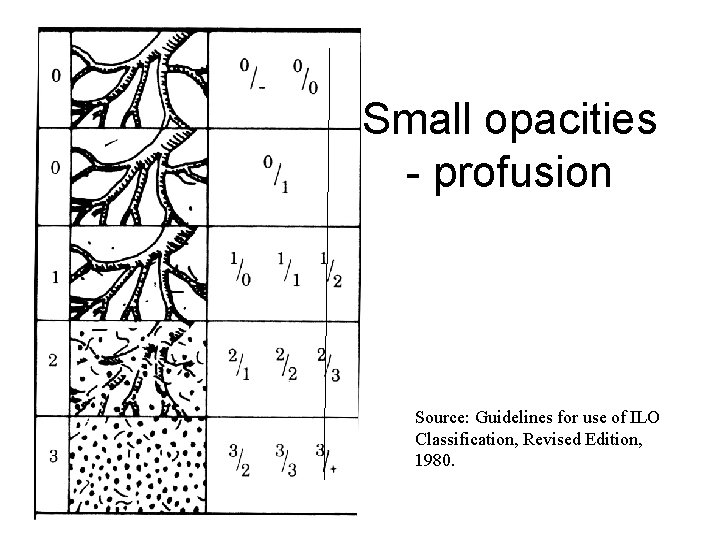 0 0/- 0/0
Small opacities
- profusion
0 0/1
1 1/0 1/1 1/2
2 2/1 2/2 2/3
3 3/2 3/3 3/+
Source: Guidelines for use of ILO
Classification, Revised Edition,
1980.